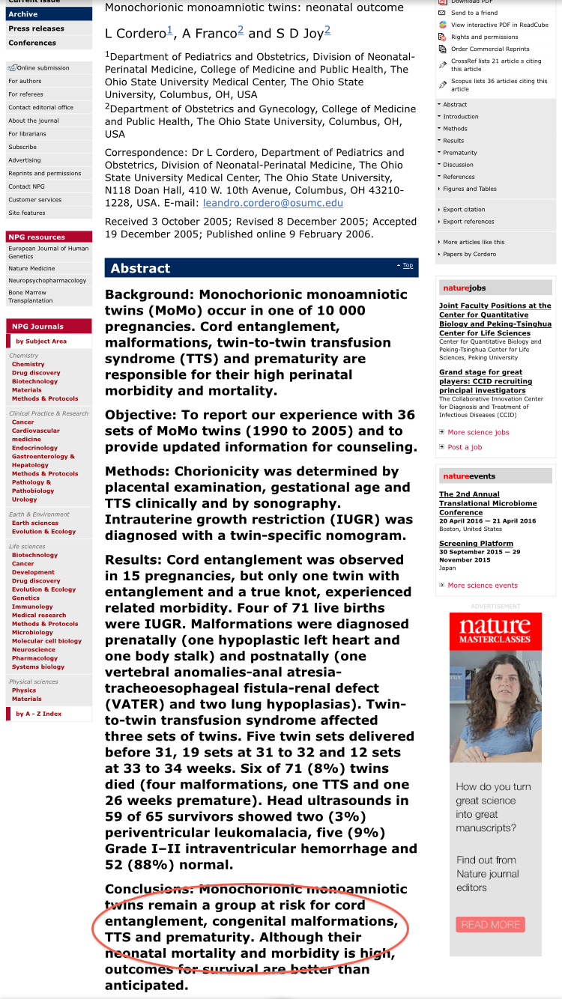 Current issue
Archive
Press releases
Conferences
Online submission
For authors
For referees
Contact editorial office
About the journal
For librarians
Subscribe
Advertising
Reprints and permissions
Contact NPG
Customer services
Site features
NPG resources
European Journal of Human
Genetics
Nature Medicine
Neuropsychopharmacology
Bone Marrow
Transplantation
NPG Journals
by Subject Area
Chemistry
Chemistry
Drug discovery
Biotechnology
Materials
Methods & Protocols
Clinical Practice & Research
Cancer
Cardiovascular
medicine
Endocrinology
Gastroenterology &
Hepatology
Methods & Protocols
Pathology &
Pathobiology
Urology
Earth & Environment
Earth sciences
Evolution & Ecology
Life sciences
Biotechnology
Cancer
Development
Drug discovery
Evolution & Ecology
Genetics
Immunology
Medical research
Methods & Protocols
Microbiology
Molecular cell biology
Neuroscience
Pharmacology
Systems biology
Physical sciences
Physics
Materials
by A - Z Index
Monochorionic monoamniotic twins: neonatal outcome
L Cordero1, A Franco2 and S D Joy2
1Department of Pediatrics and Obstetrics, Division of Neonatal-
Perinatal Medicine, College of Medicine and Public Health, The
Ohio State University Medical Center, The Ohio State
University, Columbus, OH, USA
2Department of Obstetrics and Gynecology, College of Medicine
and Public Health, The Ohio State University, Columbus, OH,
USA
Correspondence: Dr L Cordero, Department of Pediatrics and
Obstetrics, Division of Neonatal-Perinatal Medicine, The Ohio
State University Medical Center, The Ohio State University,
N118 Doan Hall, 410 W. 10th Avenue, Columbus, OH 43210-
1228, USA. E-mail: leandro.cordero@osumc.edu
Received 3 October 2005; Revised 8 December 2005; Accepted
19 December 2005; Published online 9 February 2006.
Abstract
Top
Background: Monochorionic monoamniotic
twins (MoMo) occur in one of 10 000
pregnancies. Cord entanglement,
malformations, twin-to-twin transfusion
syndrome (TTS) and prematurity are
responsible for their high perinatal
morbidity and mortality.
Objective: To report our experience with 36
sets of MoMo twins (1990 to 2005) and to
provide updated information for counseling.
Methods: Chorionicity was determined by
placental examination, gestational age and
TTS clinically and by sonography.
Intrauterine growth restriction (IUGR) was
diagnosed with a twin-specific nomogram.
Results: Cord entanglement was observed
in 15 pregnancies, but only one twin with
entanglement and a true knot, experienced
related morbidity. Four of 71 live births
were IUGR. Malformations were diagnosed
prenatally (one hypoplastic left heart and
one body stalk) and postnatally (one
vertebral anomalies-anal atresia-
tracheoesophageal fistula-renal defect
(VATER) and two lung hypoplasias). Twin-
to-twin transfusion syndrome affected
three sets of twins. Five twin sets delivered
before 31, 19 sets at 31 to 32 and 12 sets
at 33 to 34 weeks. Six of 71 (8%) twins
died (four malformations, one TTS and one
26 weeks premature). Head ultrasounds in
59 of 65 survivors showed two (3%)
periventricular leukomalacia, five (9%)
Grade I–II intraventricular hemorrhage and
52 (88%) normal.
Conclusions: Monochorionic monoamniotic
twins remain a group at risk for cord
entanglement, congenital malformations,
TTS and prematurity. Although their
neonatal mortality and morbidity is high,
outcomes for survival are better than
anticipated.
Download PDF
Send to a friend
View interactive PDF in ReadCube
Rights and permissions
Order Commercial Reprints
CrossRef lists 21 article s citing
this article
Scopus lists 36 articles citing this
article
Abstract
Introduction
Methods
Results
Prematurity
Discussion
References
Figures and Tables
Export citation
Export references
More articles like this
Papers by Cordero
naturejobs
Joint Faculty Positions at the
Center for Quantitative
Biology and Peking-Tsinghua
Center for Life Sciences
Center for Quantitative Biology and
Peking-Tsinghua Center for Life
Sciences, Peking University
Grand stage for great
players: CCID recruiting
principal investigators
The Collaborative Innovation Center
for Diagnosis and Treatment of
Infectious Diseases (CCID)
More science jobs
Post a job
natureevents
The 2nd Annual
Translational Microbiome
Conference
20 April 2016 — 21 April 2016
Boston, United States
Screening Platform
30 September 2015 — 29
November 2015
Japan
More science events
ADVERTISEMENT
nature
MASTERCLASSES
How do you turn
great science
into great
manuscripts?
Find out from
Nature journal
editors
READ MORE